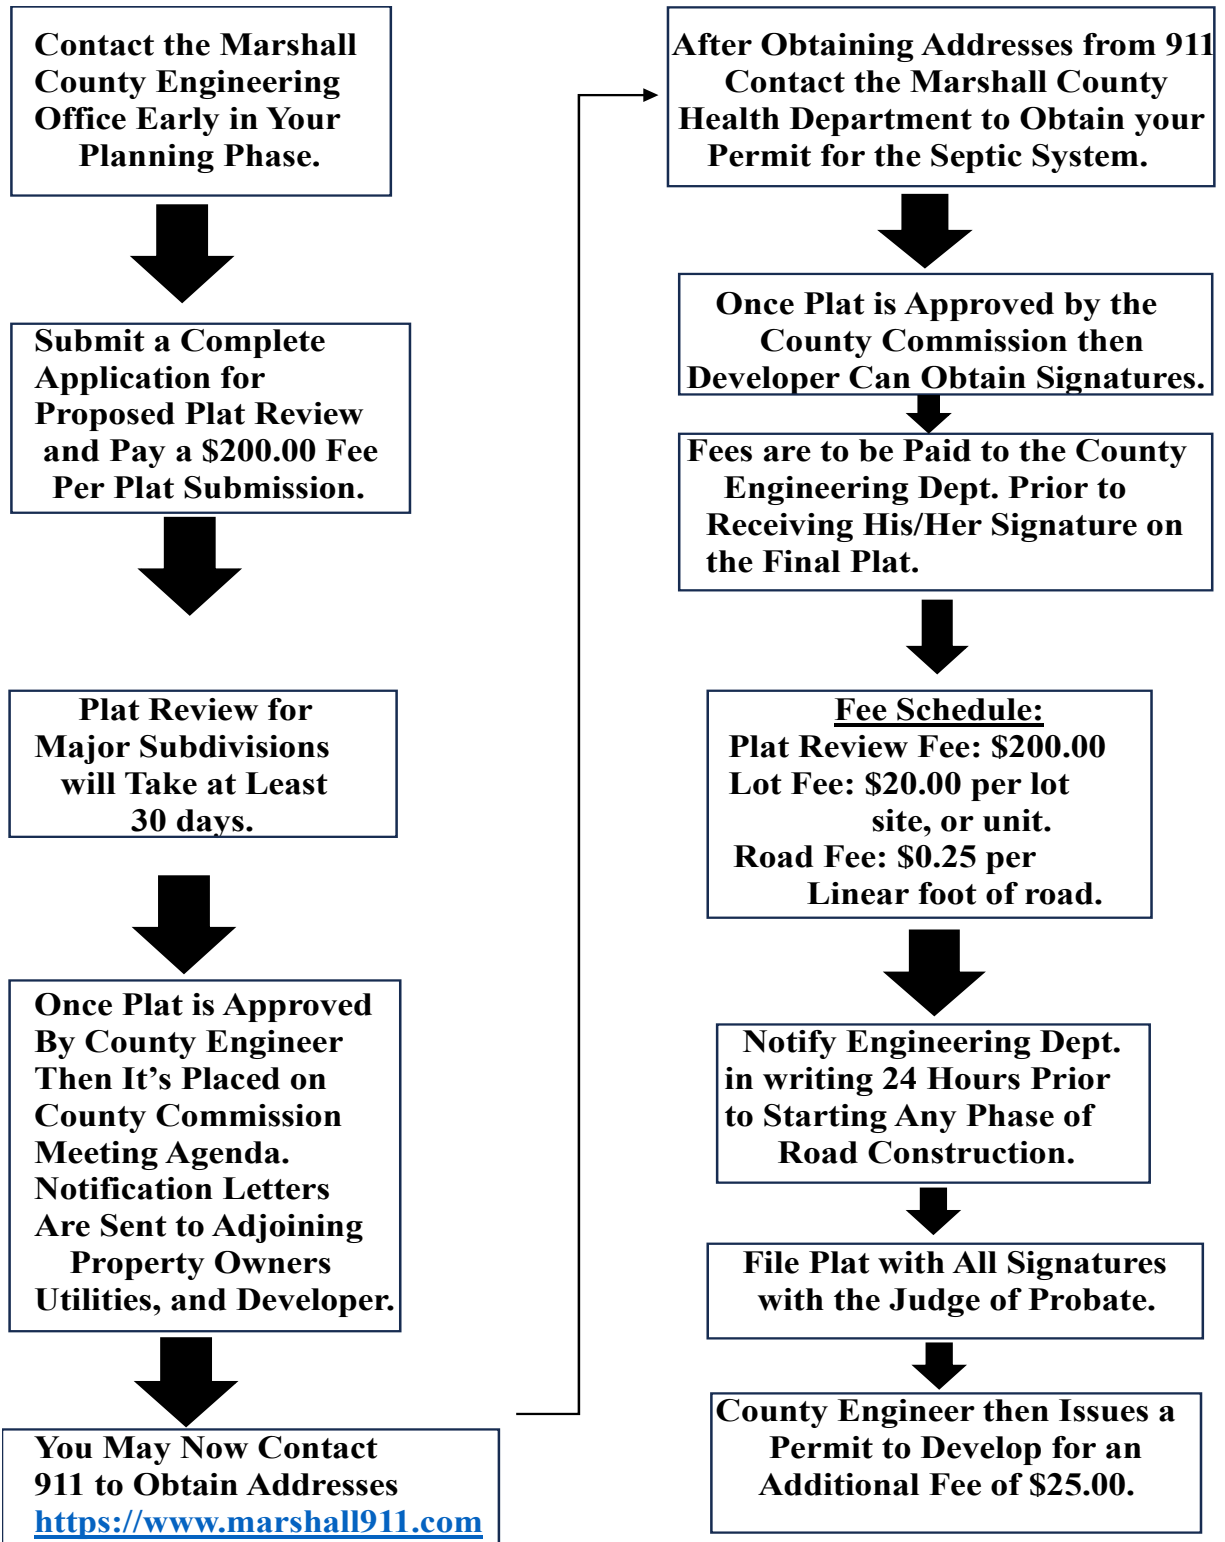 Contact the Marshall
County Engineering
Office Early in Your
Planning Phase.
Submit a Complete
Application for
Proposed Plat Review
and Pay a $200.00 Fee
Per Plat Submission.
Plat Review for
Major Subdivisions
will Take at Least
30 days.
Once Plat is Approved
By County Engineer
Then It’s Placed on
County Commission
Meeting Agenda.
Notification Letters
Are Sent to Adjoining
Property Owners
Utilities, and Developer.
You May Now Contact
911 to Obtain Addresses
https://www.marshall911.com
After Obtaining Addresses from 911
Contact the Marshall County
Health Department to Obtain your
Permit for the Septic System.
Once Plat is Approved by the
County Commission then
Developer Can Obtain Signatures.
Fees are to be Paid to the County
Engineering Dept. Prior to
Receiving His/Her Signature on
the Final Plat.
Fee Schedule:
Plat Review Fee: $200.00
Lot Fee: $20.00 per lot
site, or unit.
Road Fee: $0.25 per
Linear foot of road.
Notify Engineering Dept.
in writing 24 Hours Prior
to Starting Any Phase of
Road Construction.
File Plat with All Signatures
with the Judge of Probate.
County Engineer then Issues a
Permit to Develop for an
Additional Fee of $25.00.